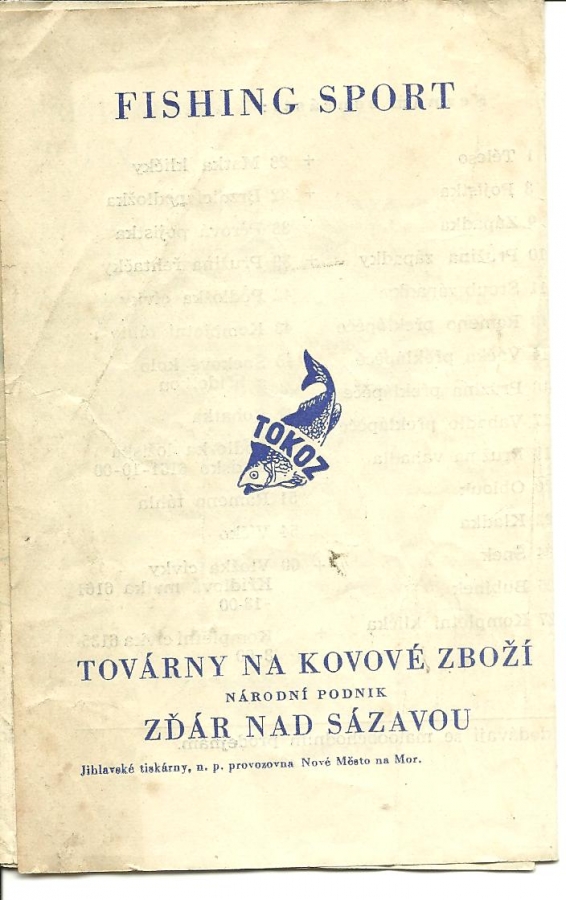 FISHING SPORT
TOKOZ
TOVÁRNY NA KOVOVÉ ZBOŽÍ
NÁRODNÍ PODNIK
ZĎÁR NAD SÁZAVOU
Jihlavské tiskárny, n. p. provozovna Nové Město na Mor.